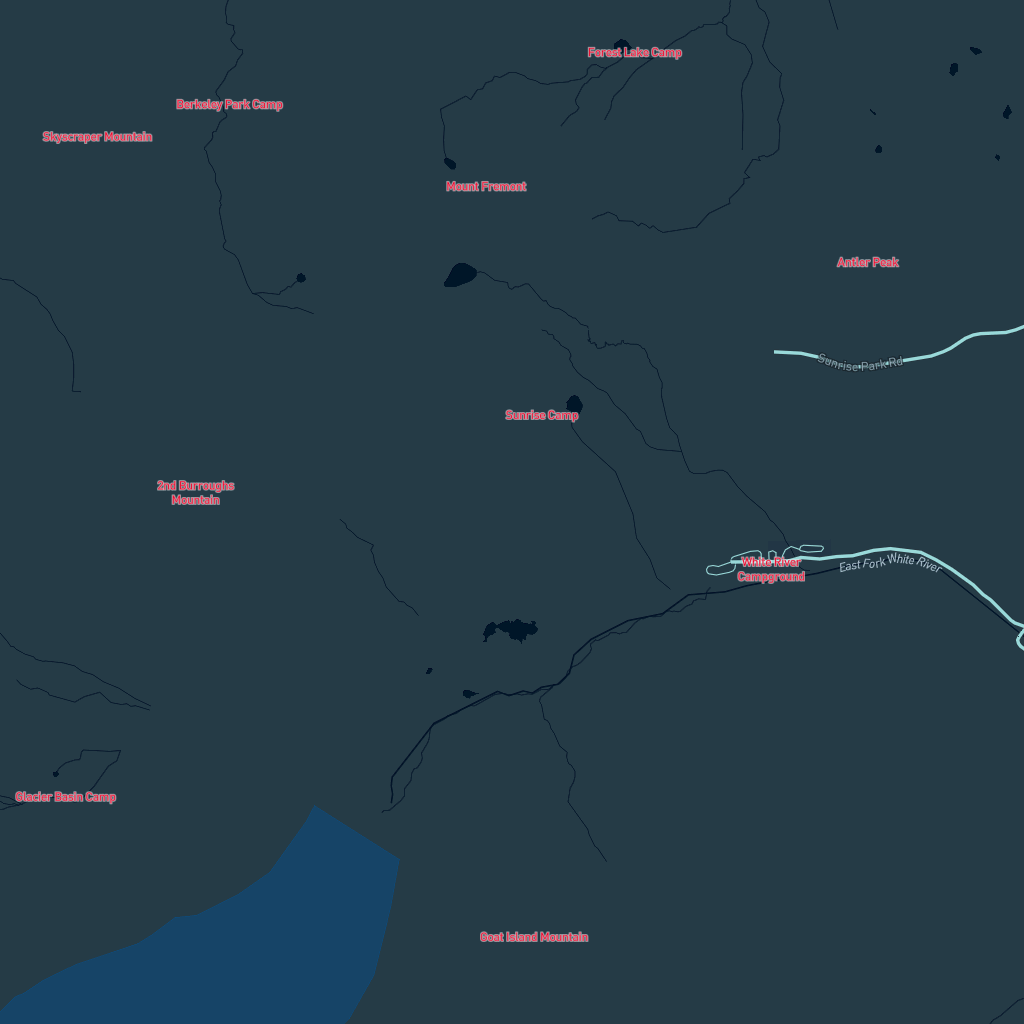 Forest Lake Camp
Berkeley Park Camp
Skyscraper Mountain
Mount Fremont
Antler Peak
Sunrise Park Rd
Sunrise Camp
2nd Burroughs
Mountain
White River
Campground
East Fork White River
Glacier Basin Camp
Goat Island Mountain